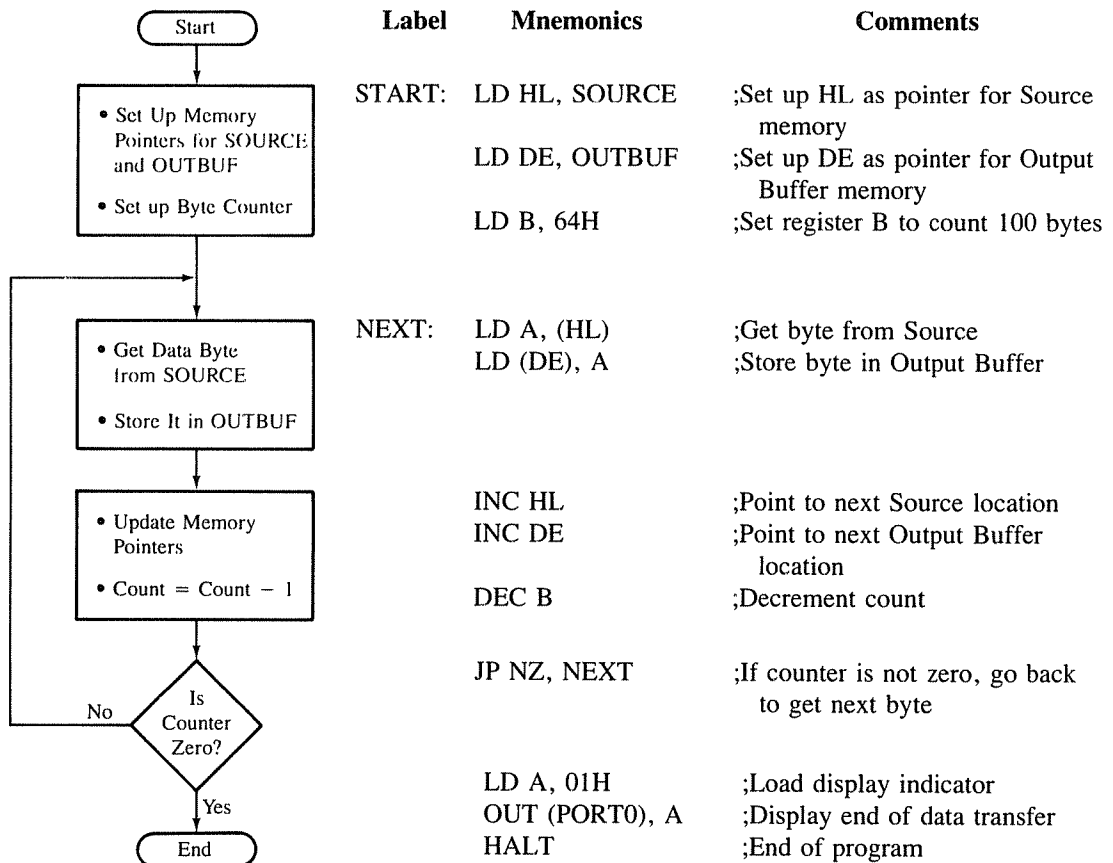 Label Mnemonics Comments
Start
• Set Up Memory
Pointers for SOURCE
and OUTBUF
• Set up Byte Counter
START: LD HL, SOURCE ;Set up HL as pointer for Source
memory
LD DE, OUTBUF ;Set up DE as pointer for Output
Buffer memory
LD B, 64H ;Set register B to count 100 bytes
• Get Data Byte
from SOURCE
• Store It in OUTBUF
NEXT: LD A, (HL) ;Get byte from Source
LD (DE), A ;Store byte in Output Buffer
• Update Memory
Pointers
• Count = Count − 1
INC HL ;Point to next Source location
INC DE ;Point to next Output Buffer
location
DEC B ;Decrement count
Is
Counter
Zero?
No
Yes
JP NZ, NEXT ;If counter is not zero, go back
to get next byte
End
LD A, 01H ;Load display indicator
OUT (PORT0), A ;Display end of data transfer
HALT ;End of program